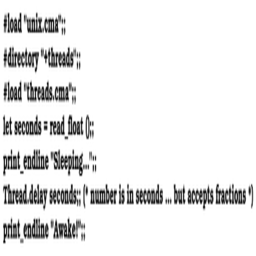 #load "unix.cma";;
#directory "+threads";;
#load "threads.cma";;
let seconds = read_float ();;
print_endline "Sleeping...";;
Thread.delay seconds;; (* number is in seconds ... but accepts fractions *)
print_endline "Awake!";;